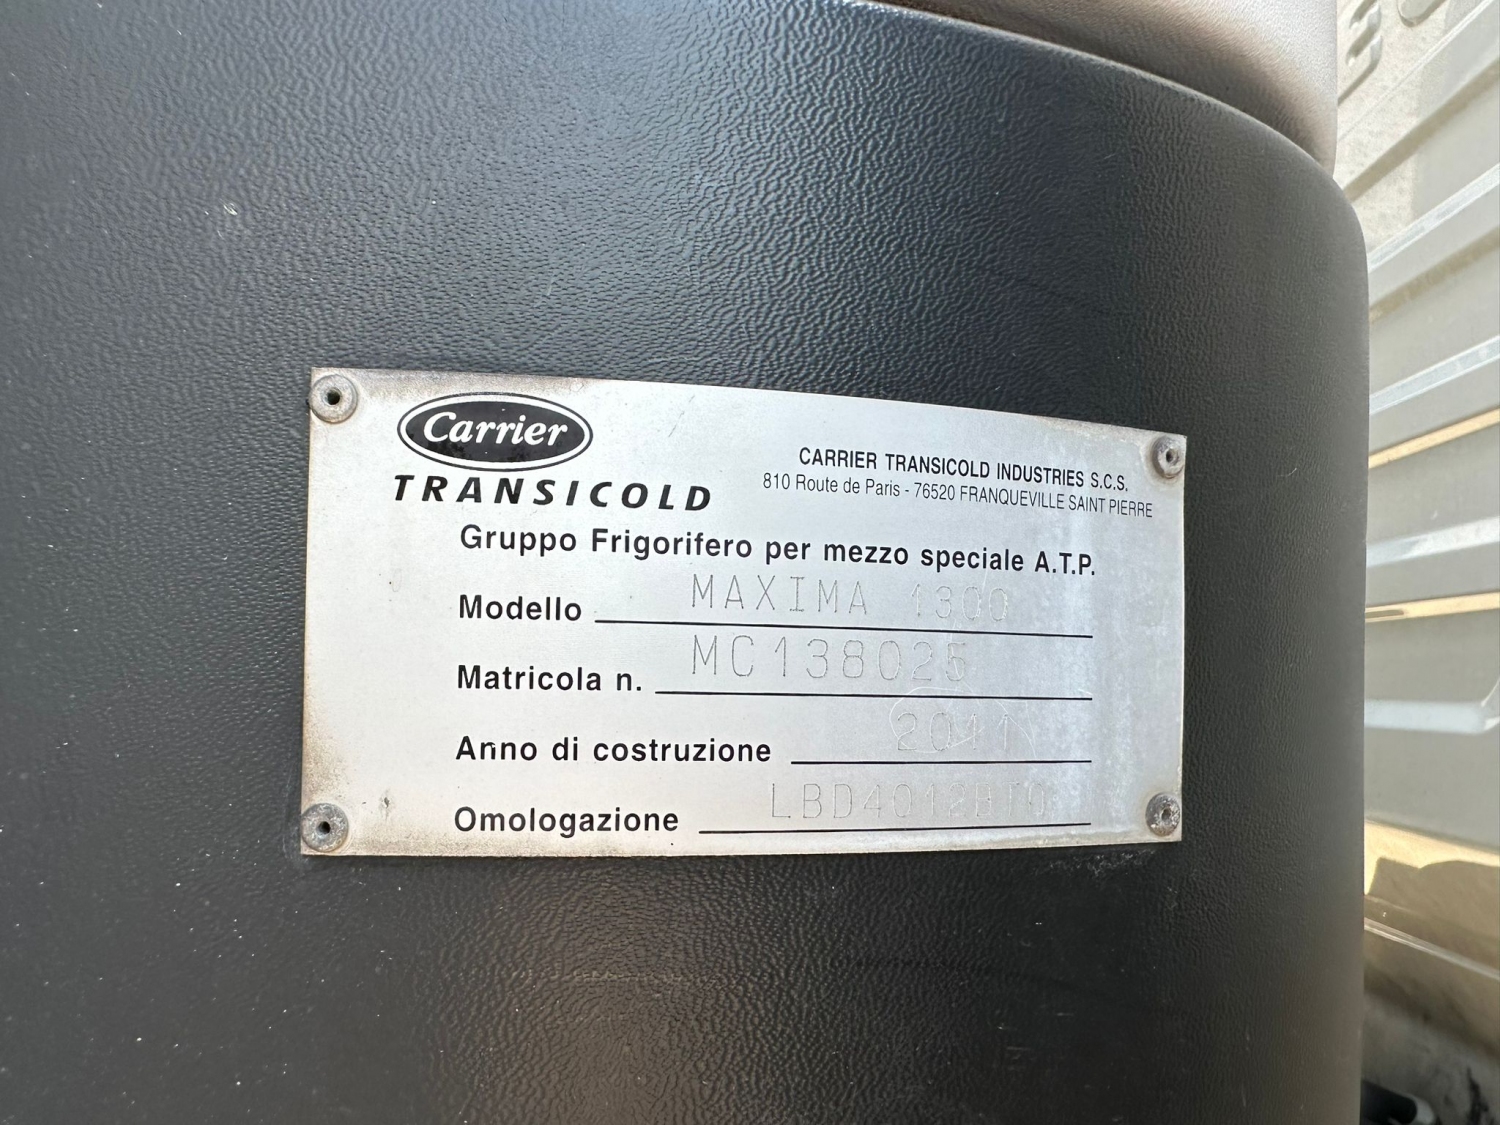 Carrier
TRANSICOLD
CARRIER TRANSICOLD INDUSTRIES S.C.S.
810 Route de Paris - 76520 FRANQUEVILLE SAINT PIERRE
Gruppo Frigorifero per mezzo speciale A.T.P.
Modello MAXIMA 1300
Matricola n. MC138025
Anno di costruzione 2011
Omologazione